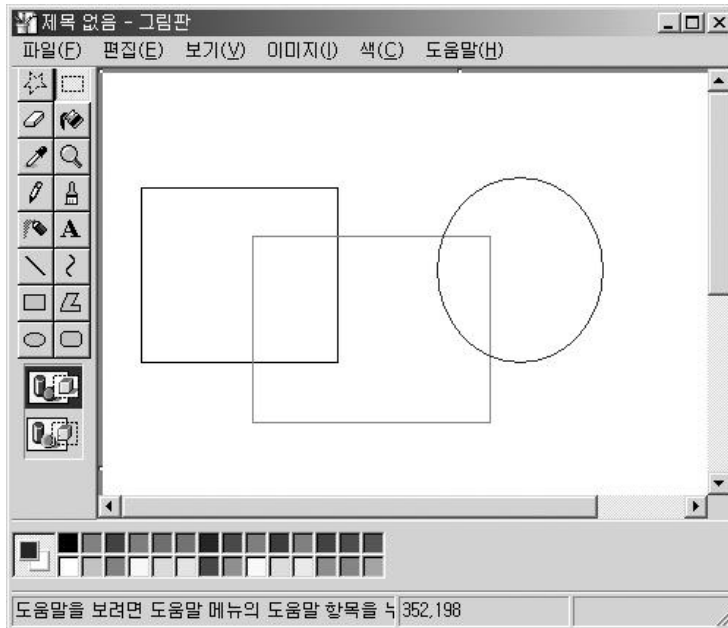 제목 없음 - 그림판
파일(F) 편집(E) 보기(V) 이미지(I) 색(C) 도움말(H)
A
도움말을 보려면 도움말 메뉴의 도움말 항목을 352,198